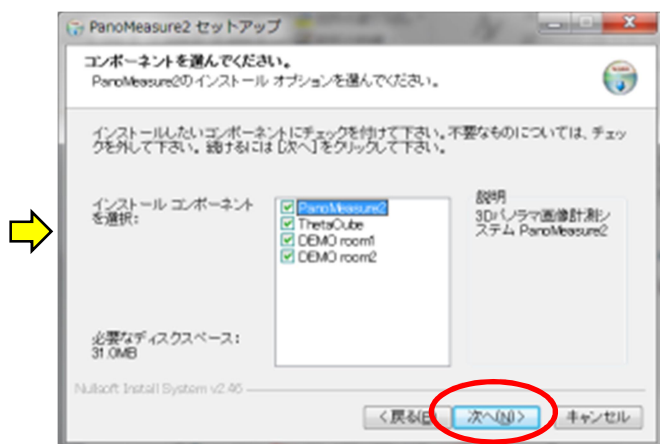 PanoMeasure2 セットアップ
コンポーネントを選んでください。
PanoMeasure2のインストール オプションを選んでください。
インストールしたいコンポーネントにチェックを付けて下さい。不要なものについては、チェッ
クを外して下さい。続けるには [次へ] をクリックして下さい。
インストール コンポーネント
を選択:
PanoMeasure2
ThetaCube
DEMO room1
DEMO room2
説明
3Dパノラマ画像計測シ
ステム PanoMeasure2
必要なディスクスペース:
31.0MB
Nullsoft Install System v2.46
< 戻る(B)
次へ(N) >
キャンセル